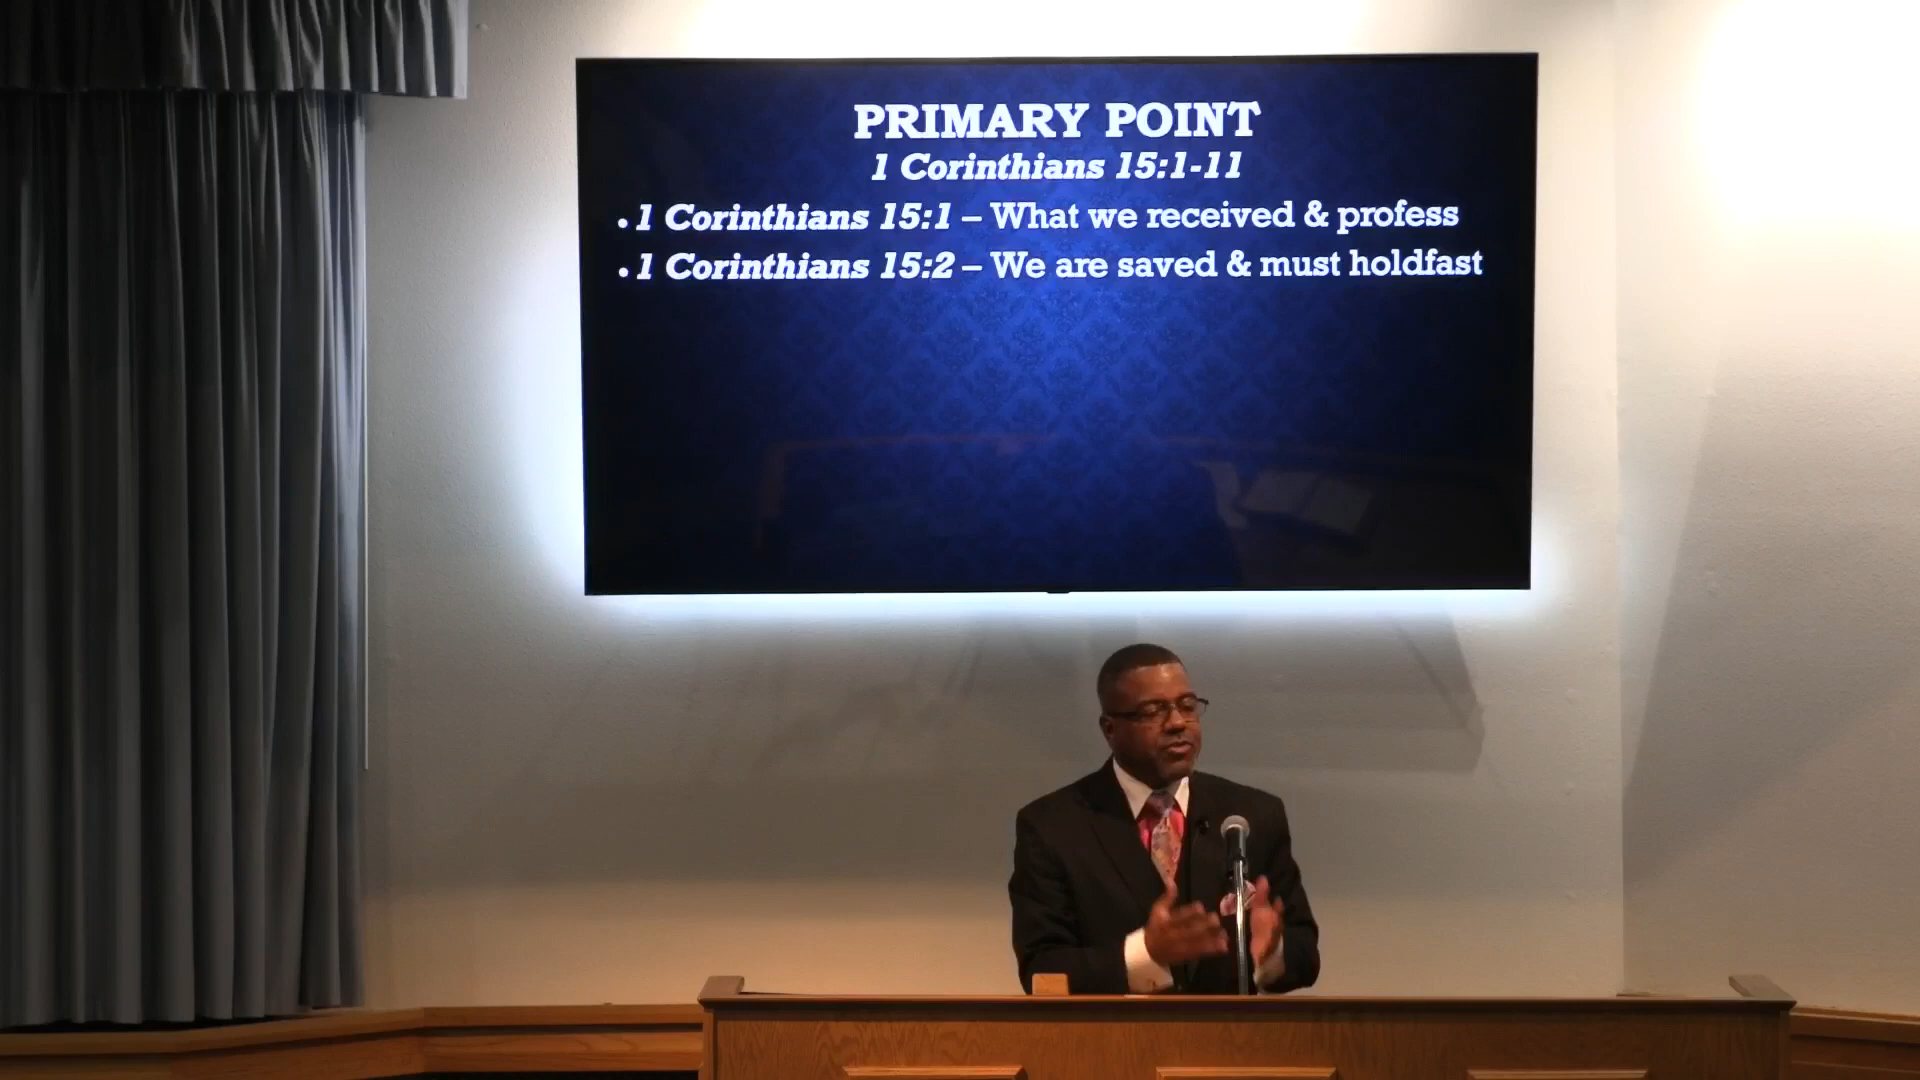 PRIMARY POINT
1 Corinthians 15:1-11
• 1 Corinthians 15:1 – What we received & profess
• 1 Corinthians 15:2 – We are saved & must holdfast